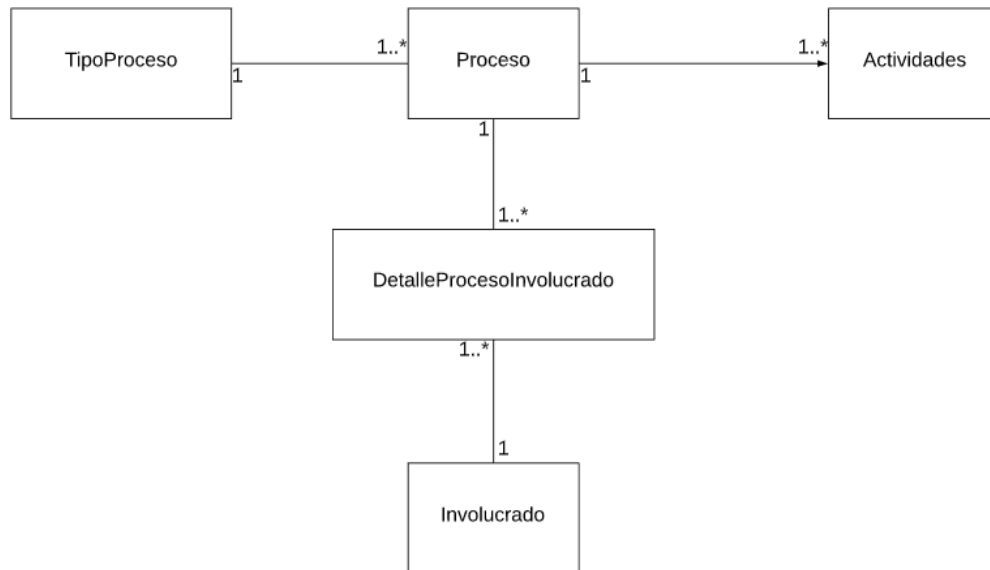 TipoProceso
1
1..*
Proceso
1
1..*
Actividades
1
1..*
DetalleProcesoInvolucrado
1..*
1
Involucrado